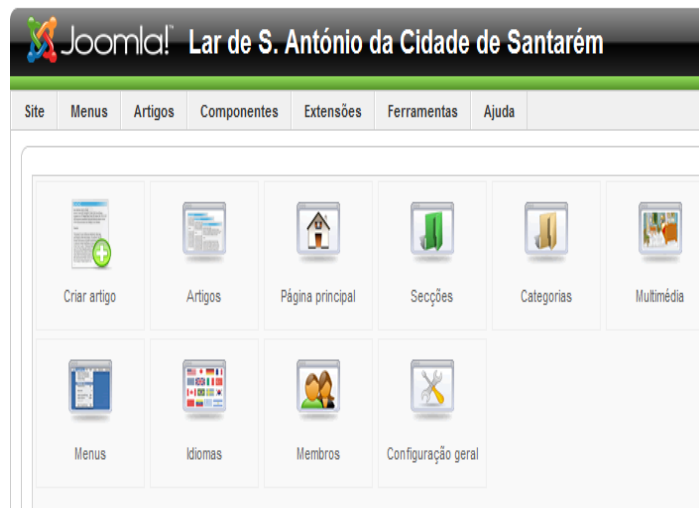 Joomla!™ Lar de S. António da Cidade de Santarém
Site Menus Artigos Componentes Extensões Ferramentas Ajuda
Criar artigo Artigos Página principal Secções Categorias Multimédia
Menus Idiomas Membros Configuração geral